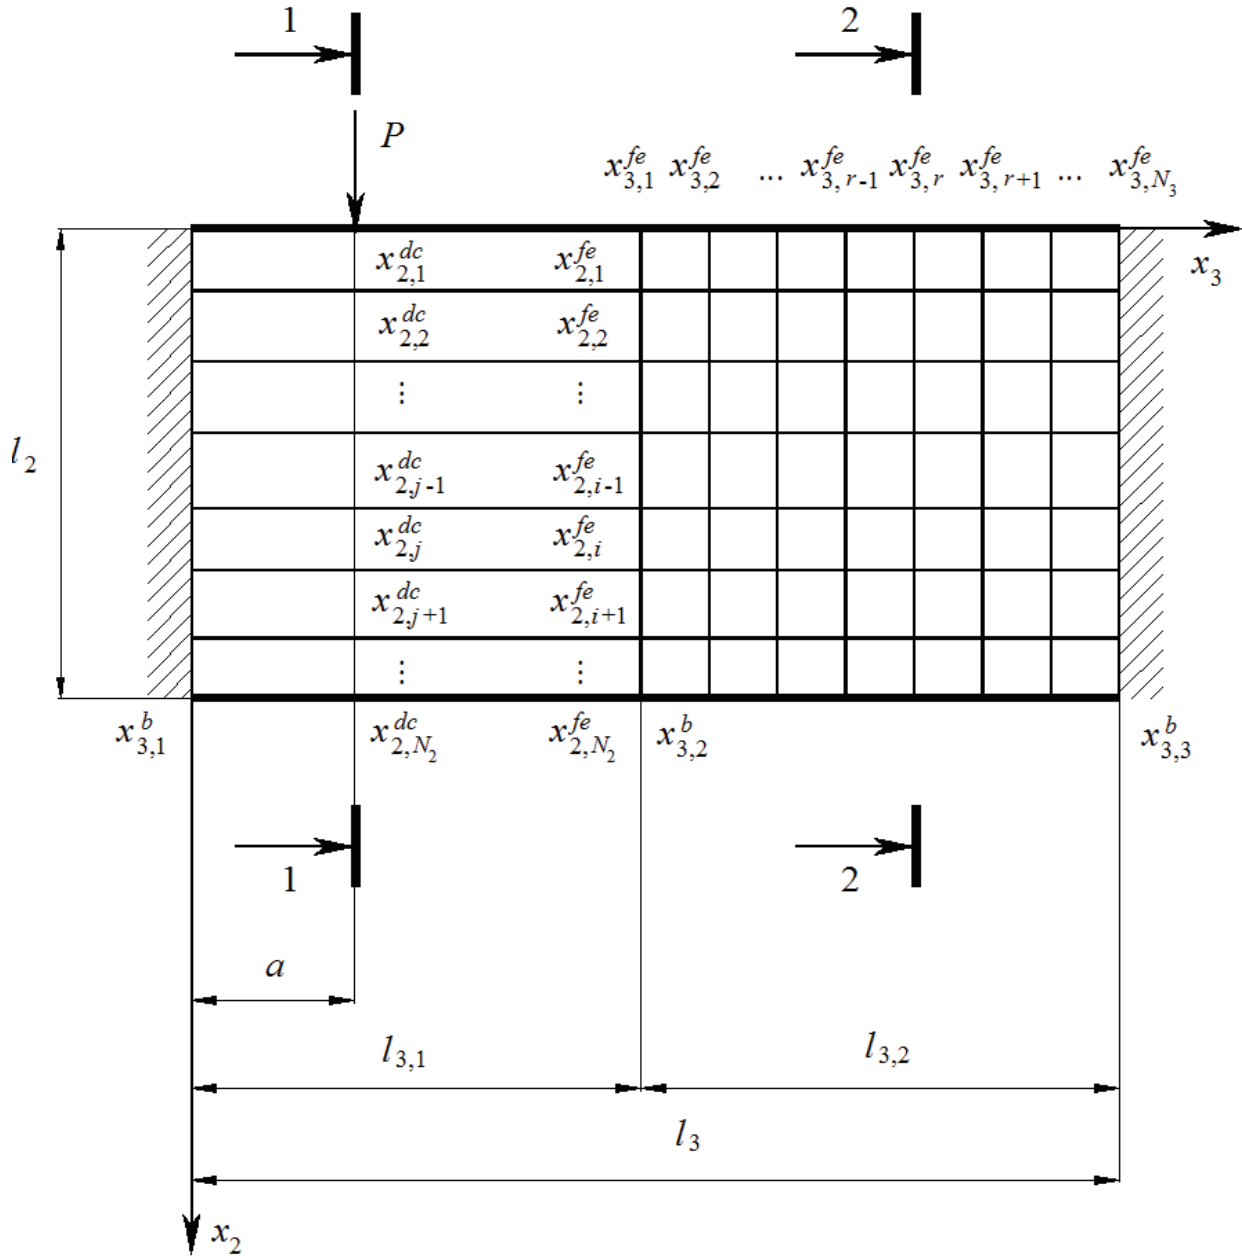 1 2
P
x_{3,1}^{fe} x_{3,2}^{fe} ... x_{3,r-1}^{fe} x_{3,r}^{fe} x_{3,r+1}^{fe} ... x_{3,N_3}^{fe}
x_3
x_{2,1}^{dc} x_{2,1}^{fe}
x_{2,2}^{dc} x_{2,2}^{fe}
⋮ ⋮
l_2
x_{2,j-1}^{dc} x_{2,i-1}^{fe}
x_{2,j}^{dc} x_{2,i}^{fe}
x_{2,j+1}^{dc} x_{2,i+1}^{fe}
⋮ ⋮
x_{3,1}^{b} x_{2,N_2}^{dc} x_{2,N_2}^{fe} x_{3,2}^{b} x_{3,3}^{b}
1 2
a
l_{3,1} l_{3,2}
l_3
x_2